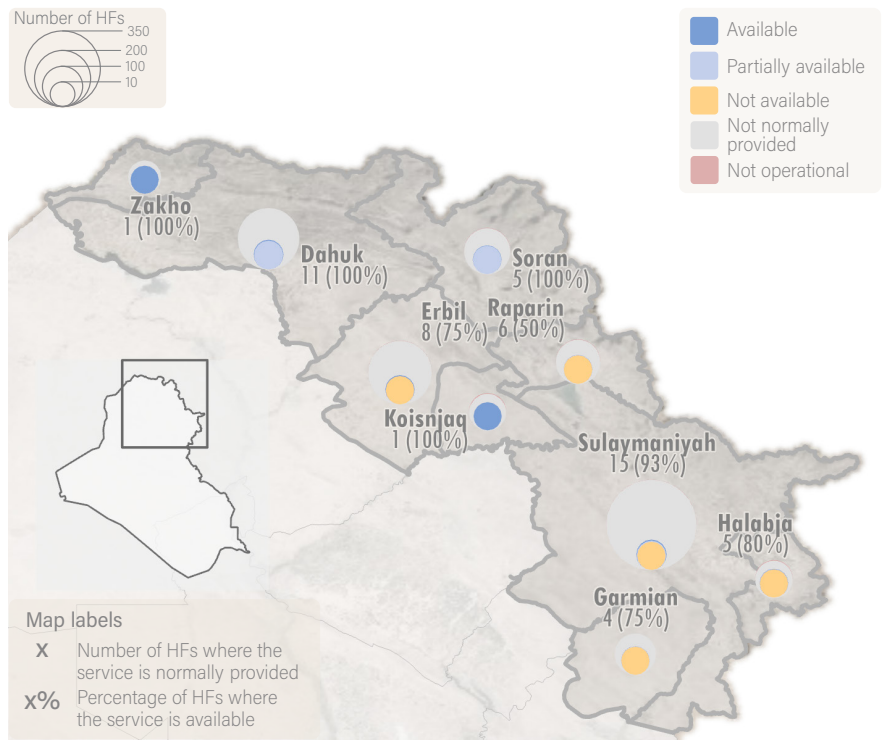 Number of HFs
350
200
100
10
Available
Partially available
Not available
Not normally
provided
Not operational
Zakho
1 (100%)
Dahuk
11 (100%)
Soran
5 (100%)
Erbil
8 (75%)
Raparin
6 (50%)
Koisnjaq
1 (100%)
Sulaymaniyah
15 (93%)
Halabja
5 (80%)
Garmian
4 (75%)
Map labels
x Number of HFs where the
service is normally provided
x% Percentage of HFs where
the service is available